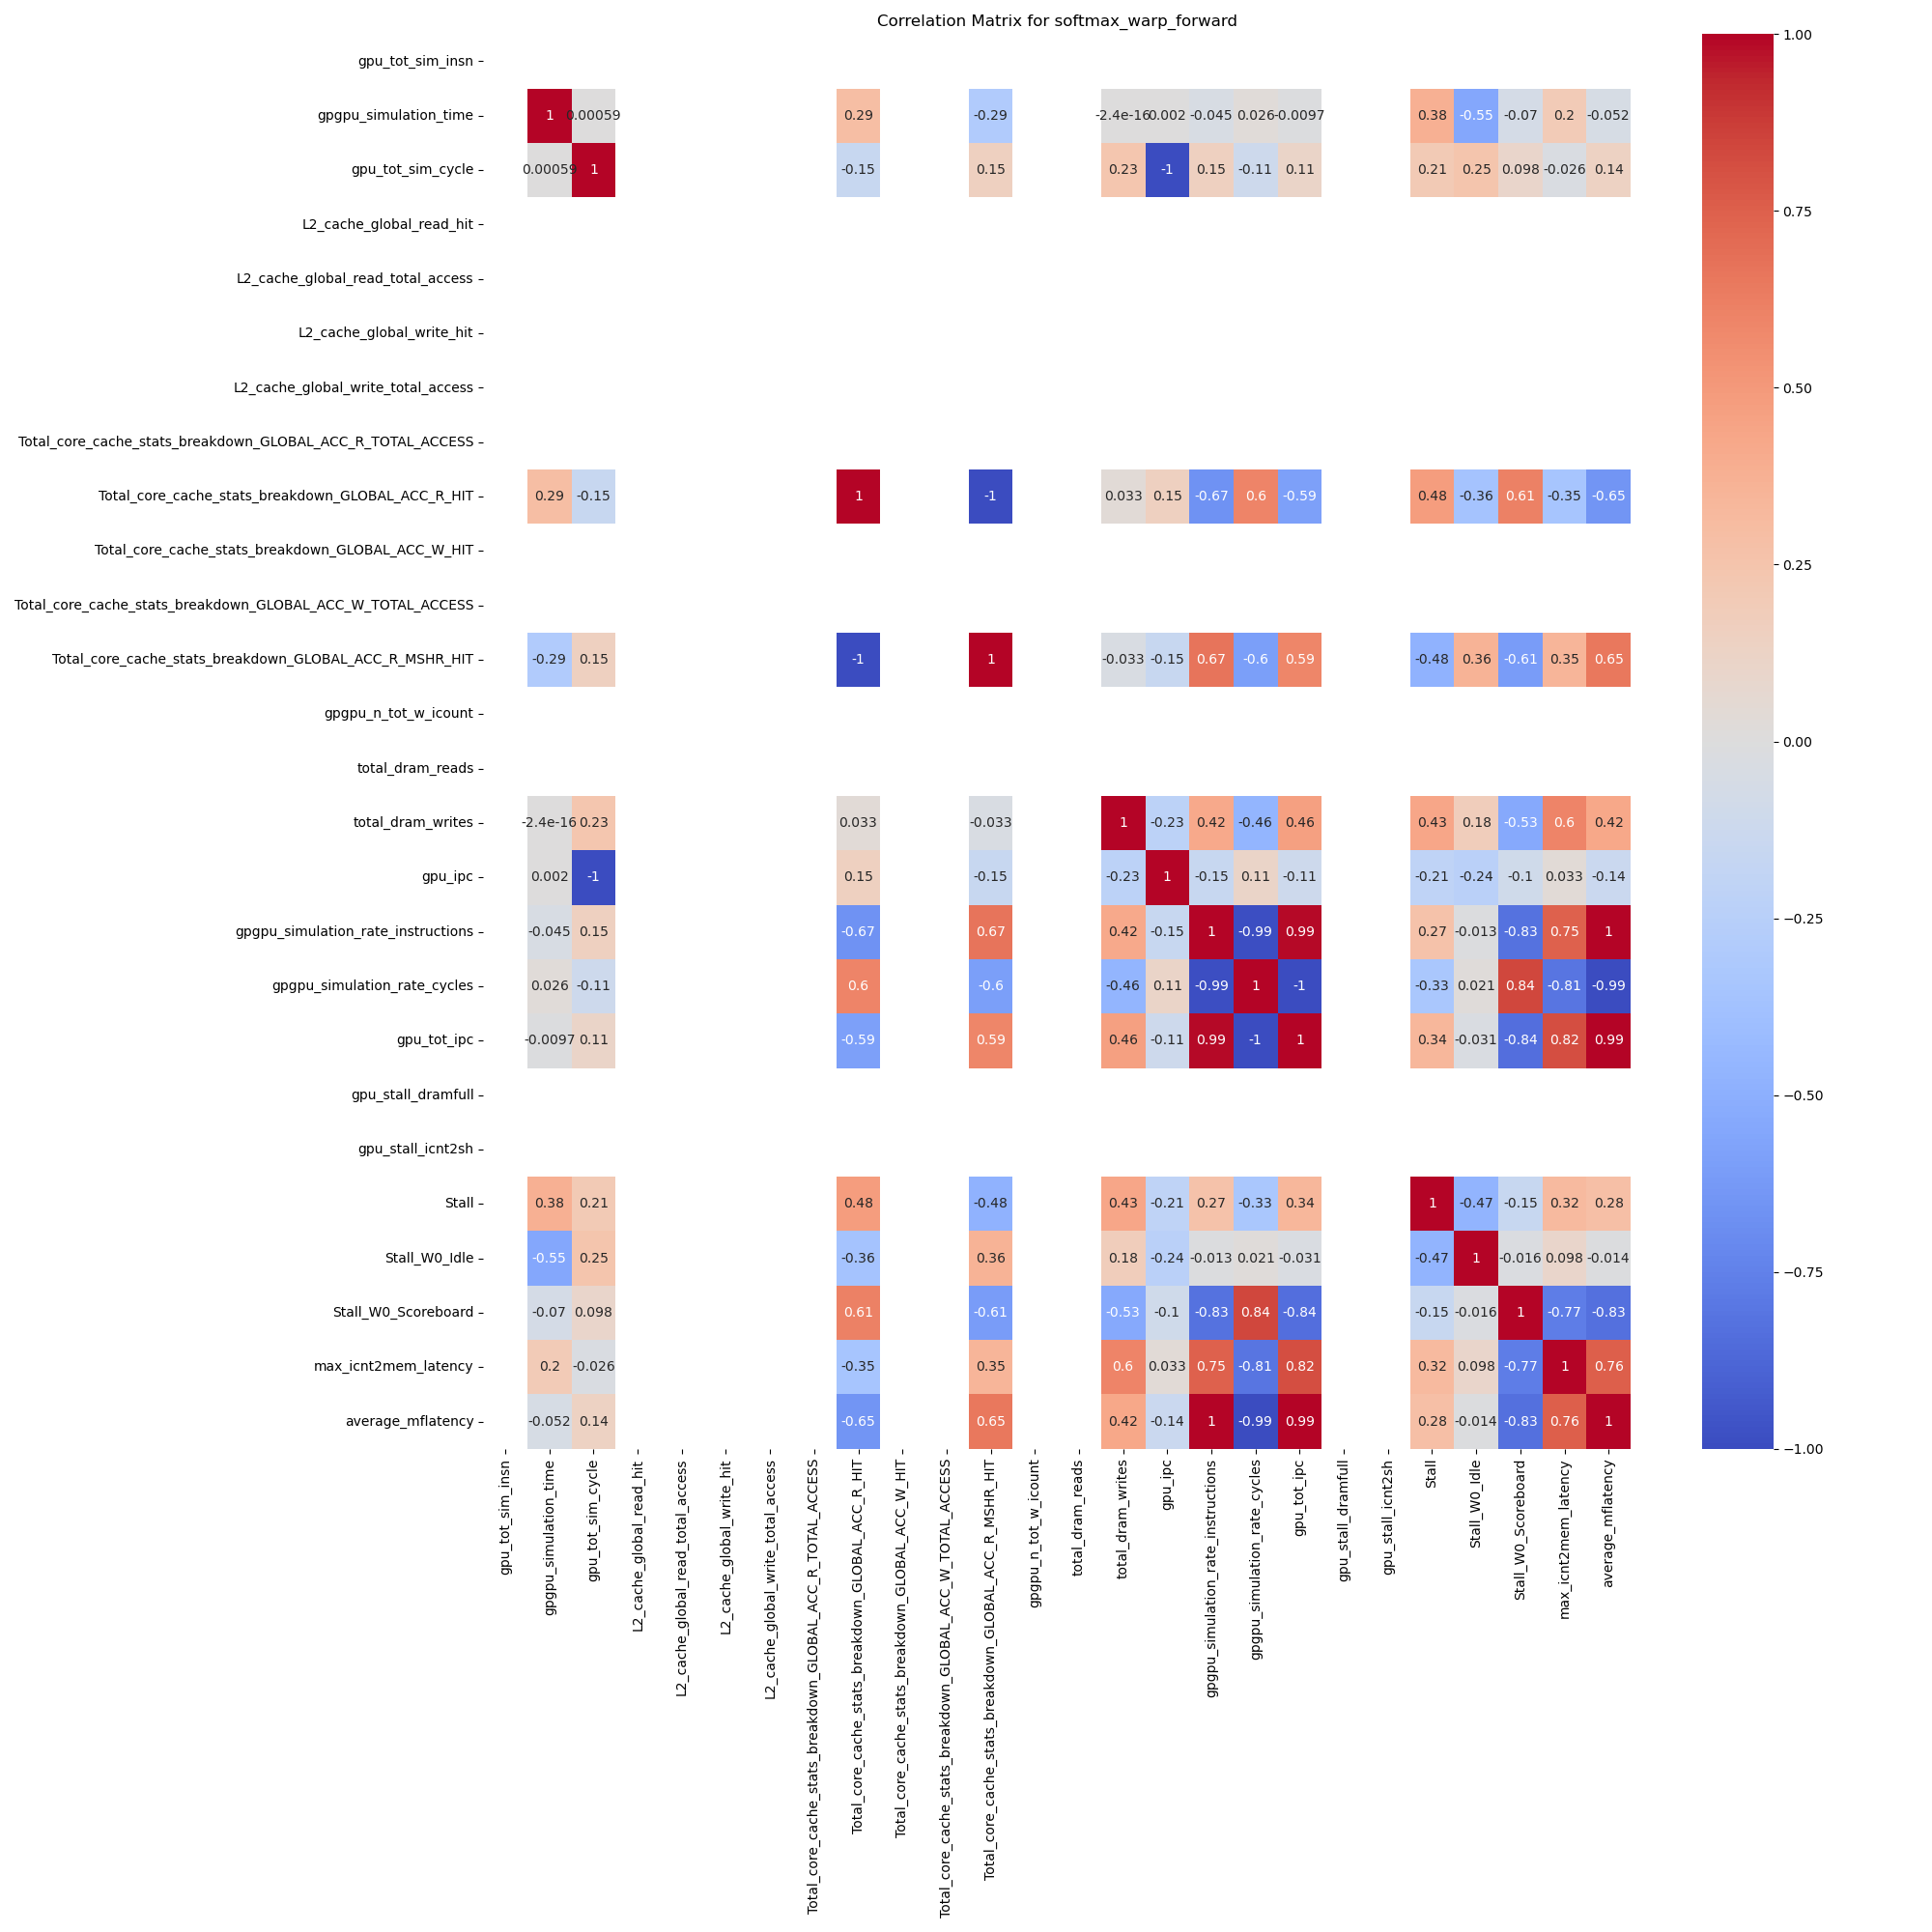 Correlation Matrix for softmax_warp_forward
gpu_tot_sim_insn
gpgpu_simulation_time 1 0.00059 0.29 -0.29 -2.4e-16 0.002 -0.045 0.026 -0.0097 0.38 -0.55 -0.07 0.2 -0.052
gpu_tot_sim_cycle 0.00059 1 -0.15 0.15 0.23 -1 0.15 -0.11 0.11 0.21 0.25 0.098 -0.026 0.14
L2_cache_global_read_hit
L2_cache_global_read_total_access
L2_cache_global_write_hit
L2_cache_global_write_total_access
Total_core_cache_stats_breakdown_GLOBAL_ACC_R_TOTAL_ACCESS
Total_core_cache_stats_breakdown_GLOBAL_ACC_R_HIT 0.29 -0.15 1 -1 0.033 0.15 -0.67 0.6 -0.59 0.48 -0.36 0.61 -0.35 -0.65
Total_core_cache_stats_breakdown_GLOBAL_ACC_W_HIT
Total_core_cache_stats_breakdown_GLOBAL_ACC_W_TOTAL_ACCESS
Total_core_cache_stats_breakdown_GLOBAL_ACC_R_MSHR_HIT -0.29 0.15 -1 1 -0.033 -0.15 0.67 -0.6 0.59 -0.48 0.36 -0.61 0.35 0.65
gpgpu_n_tot_w_icount
total_dram_reads
total_dram_writes -2.4e-16 0.23 0.033 -0.033 1 -0.23 0.42 -0.46 0.46 0.43 0.18 -0.53 0.6 0.42
gpu_ipc 0.002 -1 0.15 -0.15 -0.23 1 -0.15 0.11 -0.11 -0.21 -0.24 -0.1 0.033 -0.14
gpgpu_simulation_rate_instructions -0.045 0.15 -0.67 0.67 0.42 -0.15 1 -0.99 0.99 0.27 -0.013 -0.83 0.75 1
gpgpu_simulation_rate_cycles 0.026 -0.11 0.6 -0.6 -0.46 0.11 -0.99 1 -1 -0.33 0.021 0.84 -0.81 -0.99
gpu_tot_ipc -0.0097 0.11 -0.59 0.59 0.46 -0.11 0.99 -1 1 0.34 -0.031 -0.84 0.82 0.99
gpu_stall_dramfull
gpu_stall_icnt2sh
Stall 0.38 0.21 0.48 -0.48 0.43 -0.21 0.27 -0.33 0.34 1 -0.47 -0.15 0.32 0.28
Stall_W0_Idle -0.55 0.25 -0.36 0.36 0.18 -0.24 -0.013 0.021 -0.031 -0.47 1 -0.016 0.098 -0.014
Stall_W0_Scoreboard -0.07 0.098 0.61 -0.61 -0.53 -0.1 -0.83 0.84 -0.84 -0.15 -0.016 1 -0.77 -0.83
max_icnt2mem_latency 0.2 -0.026 -0.35 0.35 0.6 0.033 0.75 -0.81 0.82 0.32 0.098 -0.77 1 0.76
average_mflatency -0.052 0.14 -0.65 0.65 0.42 -0.14 1 -0.99 0.99 0.28 -0.014 -0.83 0.76 1
gpu_tot_sim_insn
gpgpu_simulation_time
gpu_tot_sim_cycle
L2_cache_global_read_hit
L2_cache_global_read_total_access
L2_cache_global_write_hit
L2_cache_global_write_total_access
Total_core_cache_stats_breakdown_GLOBAL_ACC_R_TOTAL_ACCESS
Total_core_cache_stats_breakdown_GLOBAL_ACC_R_HIT
Total_core_cache_stats_breakdown_GLOBAL_ACC_W_HIT
Total_core_cache_stats_breakdown_GLOBAL_ACC_W_TOTAL_ACCESS
Total_core_cache_stats_breakdown_GLOBAL_ACC_R_MSHR_HIT
gpgpu_n_tot_w_icount
total_dram_reads
total_dram_writes
gpu_ipc
gpgpu_simulation_rate_instructions
gpgpu_simulation_rate_cycles
gpu_tot_ipc
gpu_stall_dramfull
gpu_stall_icnt2sh
Stall
Stall_W0_Idle
Stall_W0_Scoreboard
max_icnt2mem_latency
average_mflatency
1.00
0.75
0.50
0.25
0.00
−0.25
−0.50
−0.75
−1.00